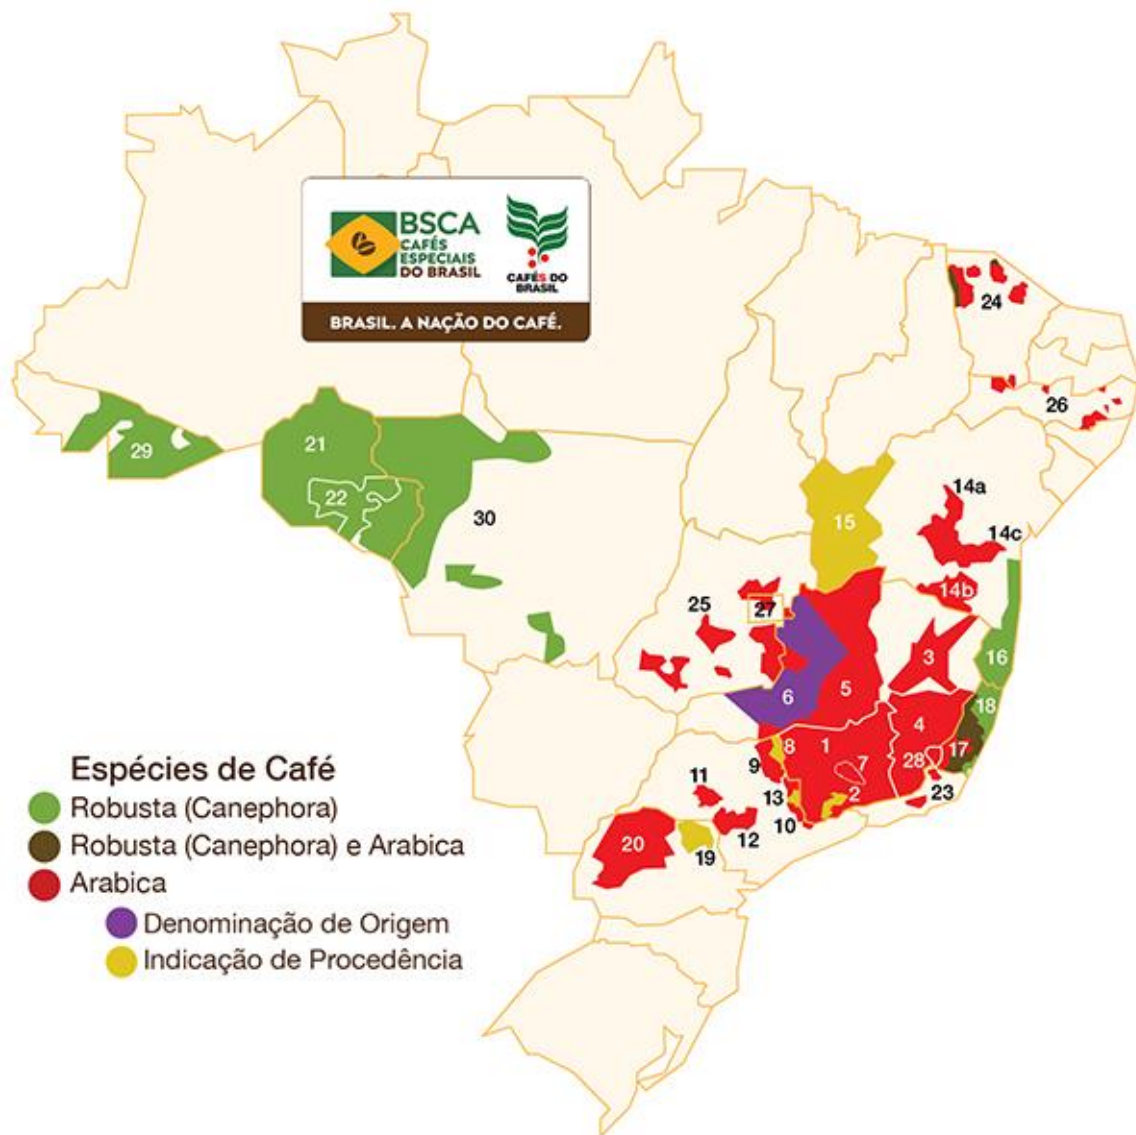 BSCA
CAFÉS
ESPECIAIS
DO BRASIL
CAFÉS DO
BRASIL
BRASIL. A NAÇÃO DO CAFÉ.
24
26
29
21
22
30
15
14a
14c
14b
25
27
3
16
6
5
18
4
8
1
17
28
7
9
2
23
11
13
10
12
20
19
Espécies de Café
Robusta (Canephora)
Robusta (Canephora) e Arabica
Arabica
Denominação de Origem
Indicação de Procedência